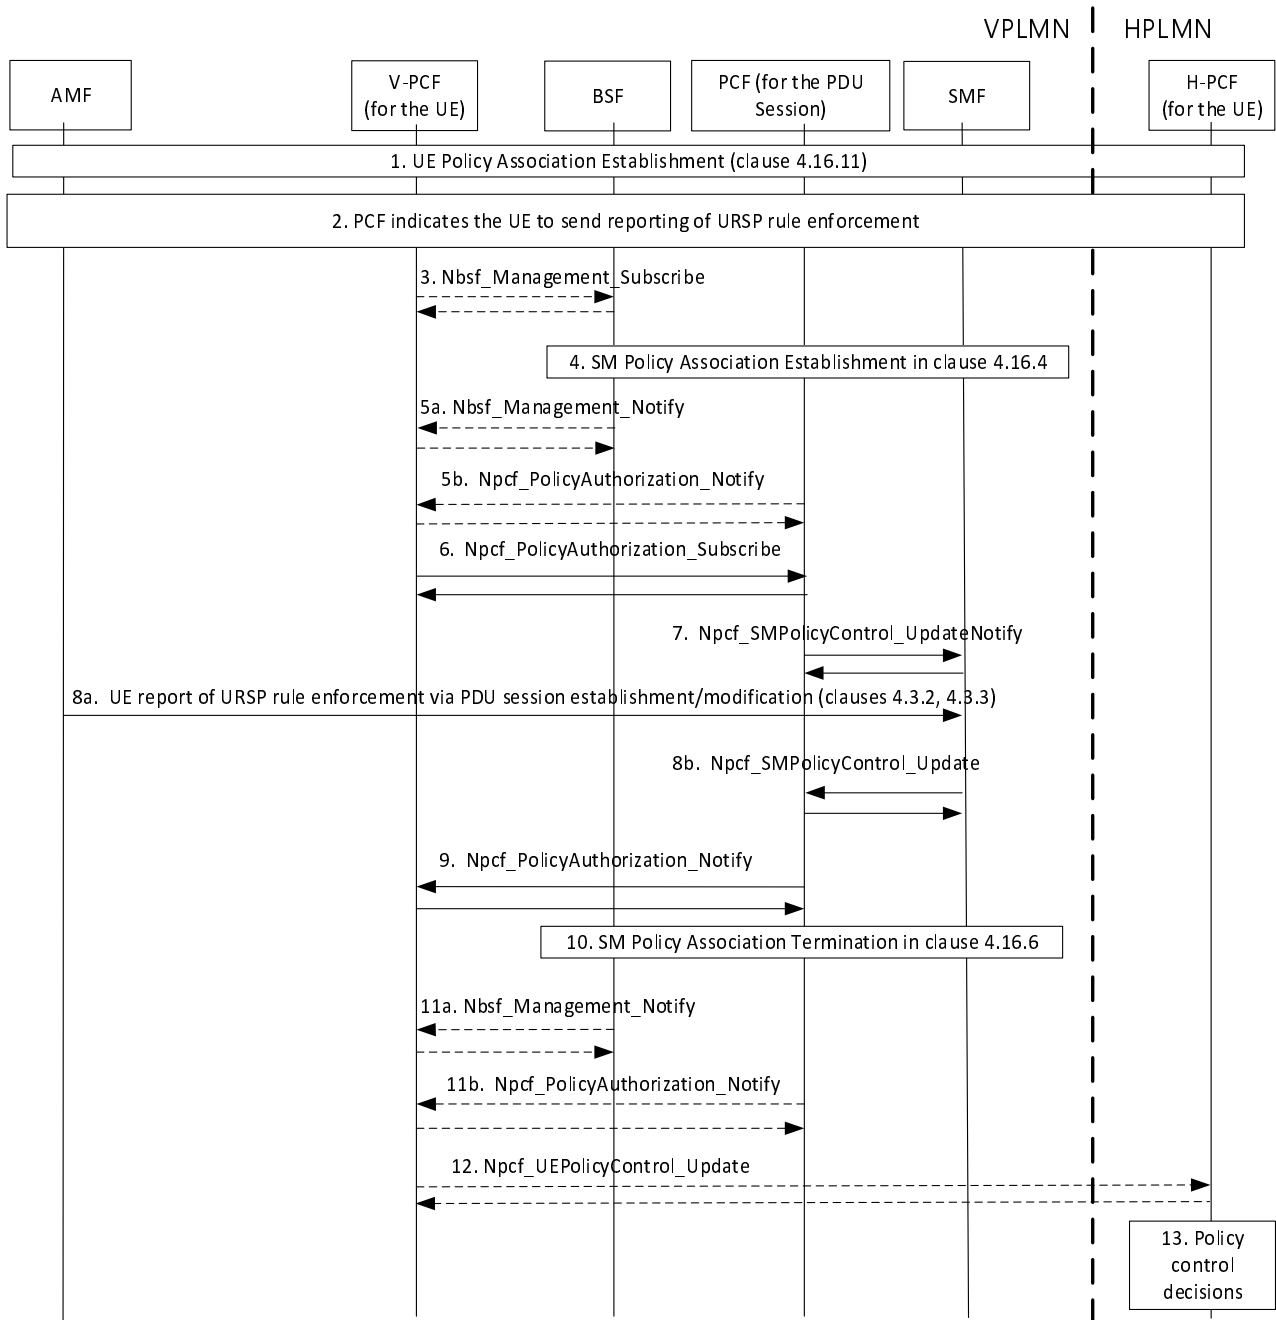 VPLMN
HPLMN
AMF
V-PCF
(for the UE)
BSF
PCF (for the PDU
Session)
SMF
H-PCF
(for the UE)
1. UE Policy Association Establishment (clause 4.16.11)
2. PCF indicates the UE to send reporting of URSP rule enforcement
3. Nbsf_Management_Subscribe
4. SM Policy Association Establishment in clause 4.16.4
5a. Nbsf_Management_Notify
5b. Npcf_PolicyAuthorization_Notify
6. Npcf_PolicyAuthorization_Subscribe
7. Npcf_SMPolicyControl_UpdateNotify
8a. UE report of URSP rule enforcement via PDU session establishment/modification (clauses 4.3.2, 4.3.3)
8b. Npcf_SMPolicyControl_Update
9. Npcf_PolicyAuthorization_Notify
10. SM Policy Association Termination in clause 4.16.6
11a. Nbsf_Management_Notify
11b. Npcf_PolicyAuthorization_Notify
12. Npcf_UEPolicyControl_Update
13. Policy
control
decisions